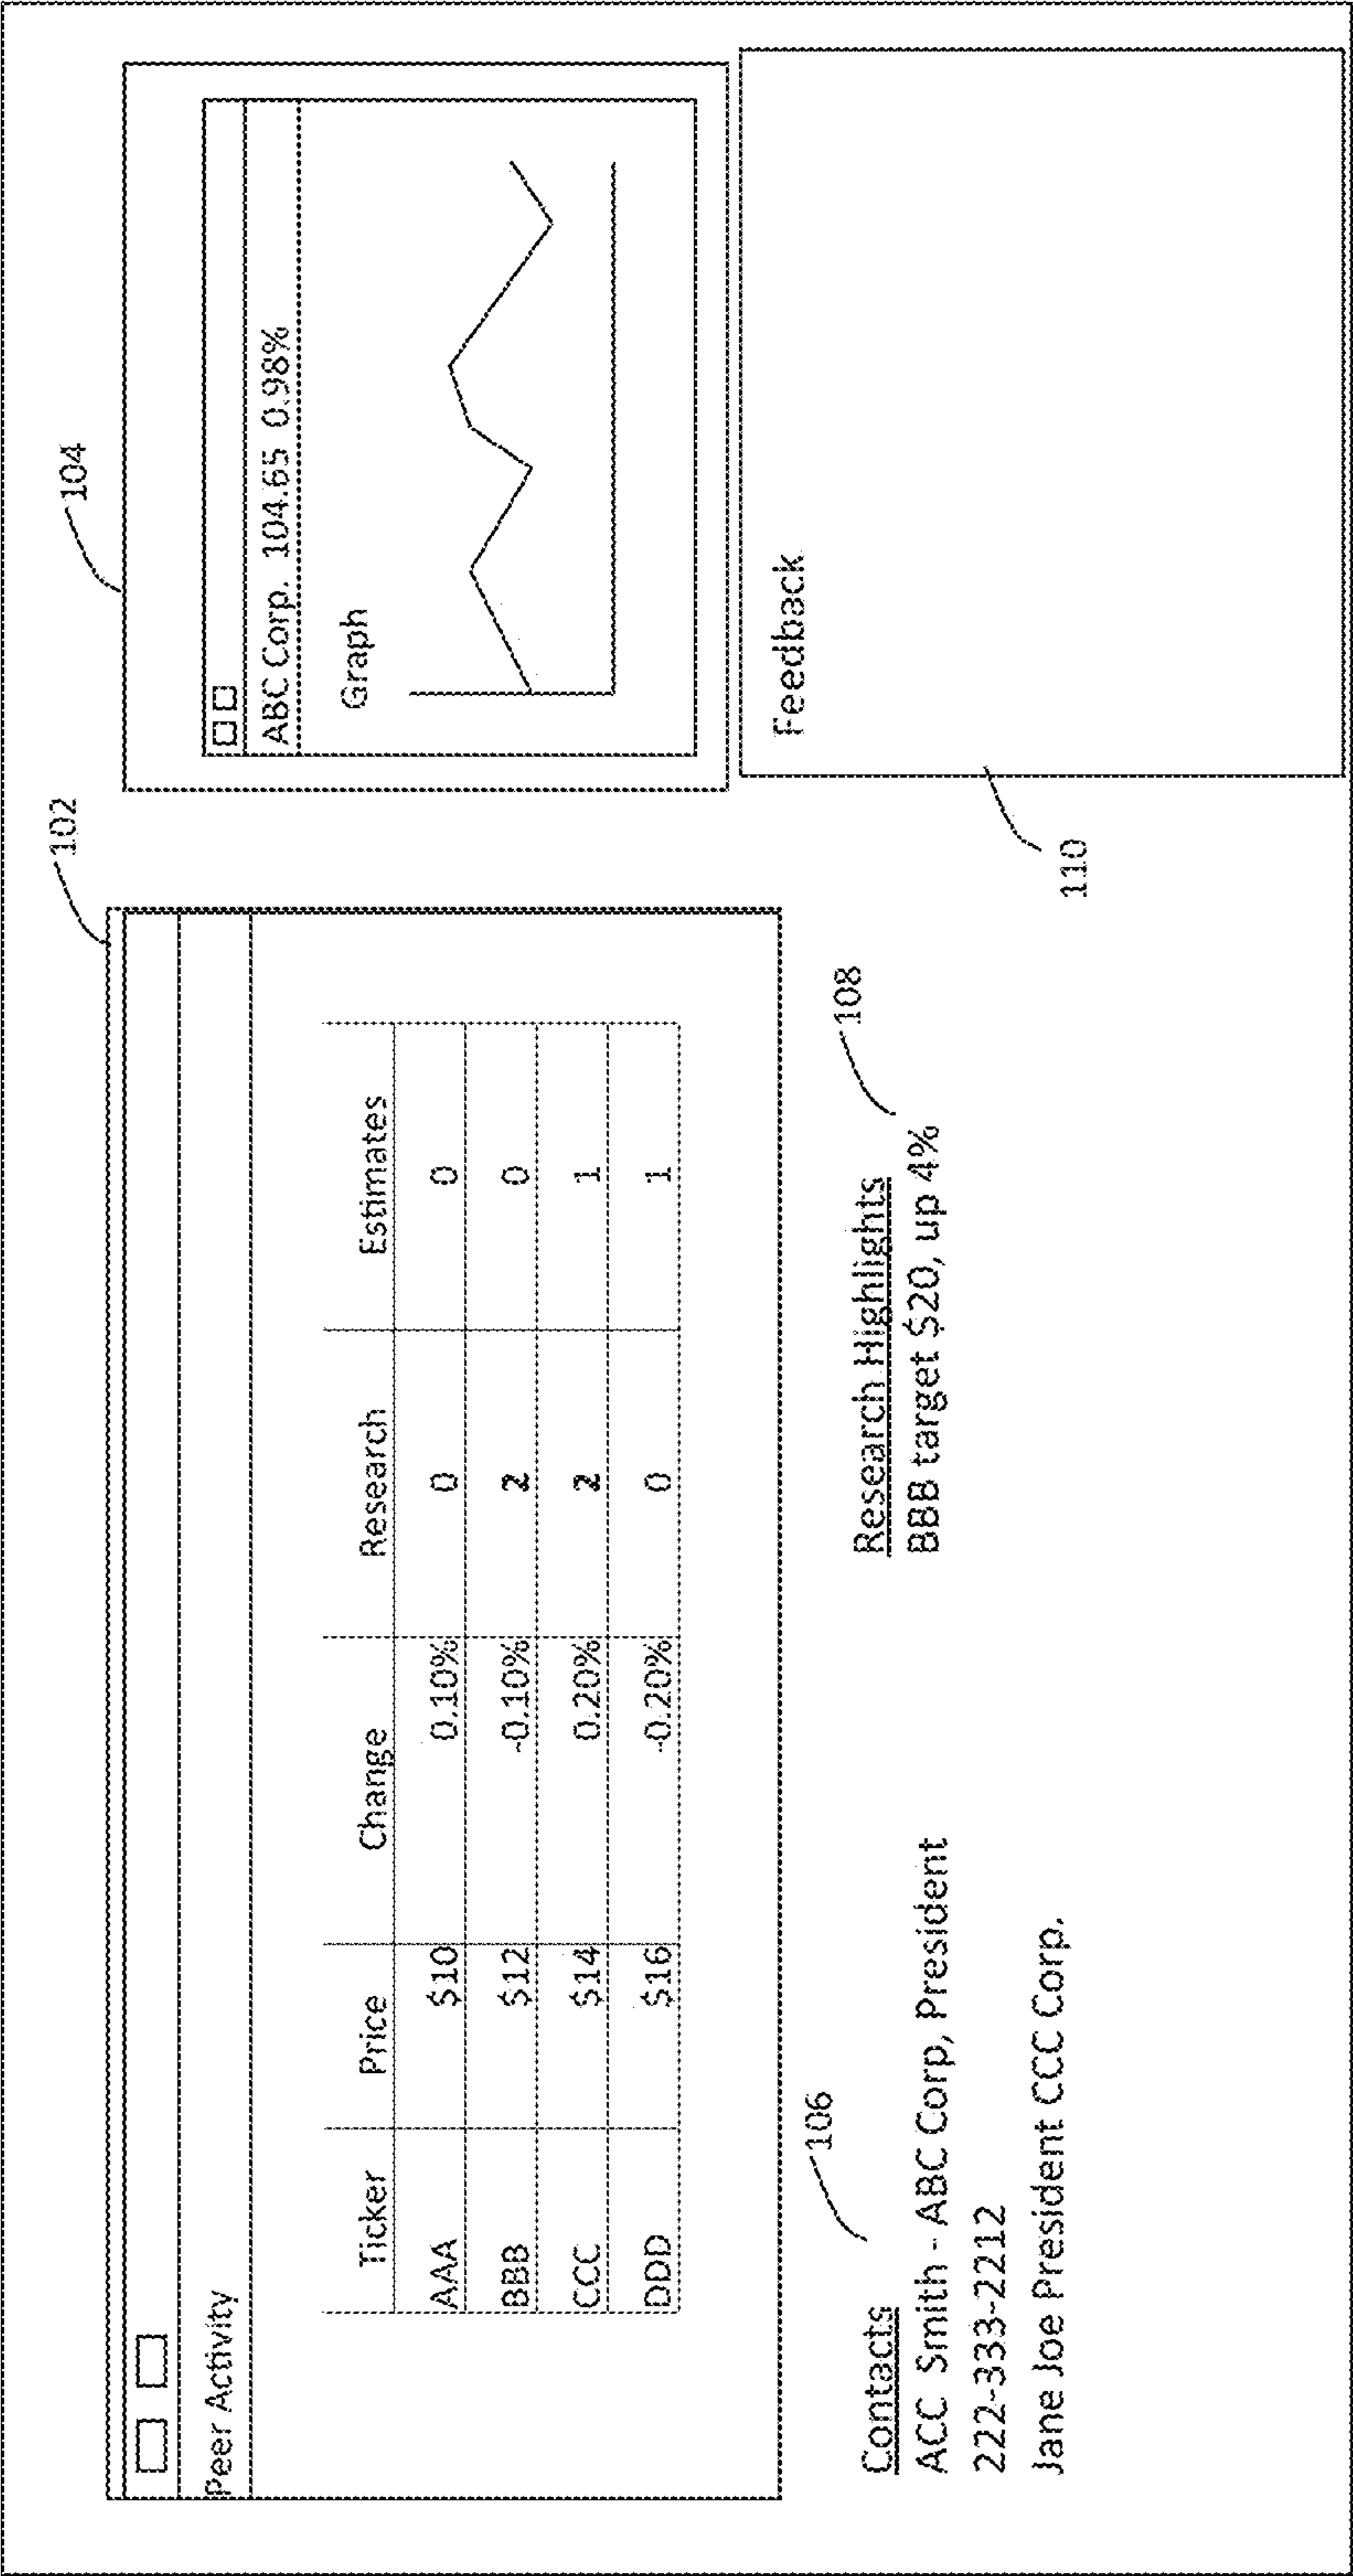 102
Peer Activity
Ticker Price Change Research Estimates
AAA $10 0.10% 0 0
BBB $12 -0.10% 2 0
CCC $14 0.20% 2 1
DDD $16 -0.20% 0 1
104
ABC Corp. 104.65 0.98%
Graph
106
Contacts
ACC Smith - ABC Corp, President
222-333-2212
Jane Joe President CCC Corp.
108
Research Highlights
BBB target $20, up 4%
110
Feedback